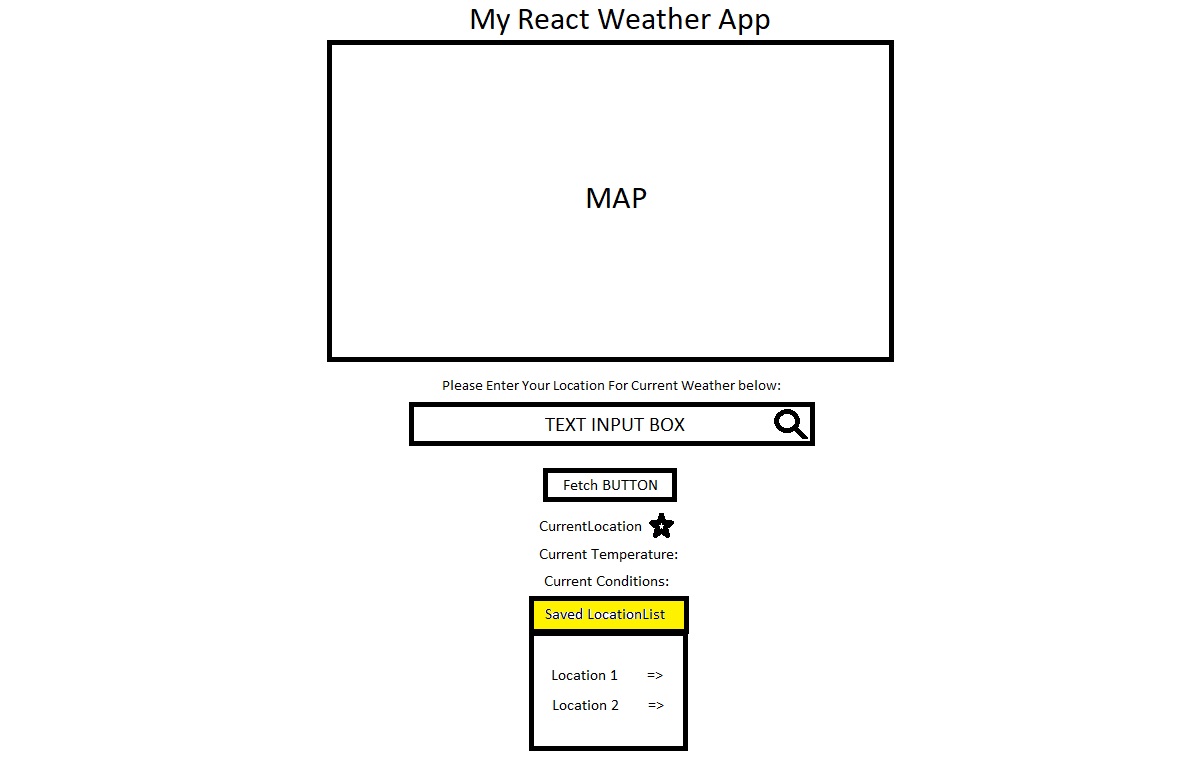 My React Weather App
MAP
Please Enter Your Location For Current Weather below:
TEXT INPUT BOX
Fetch BUTTON
CurrentLocation
Current Temperature:
Current Conditions:
Saved LocationList
Location 1 =>
Location 2 =>